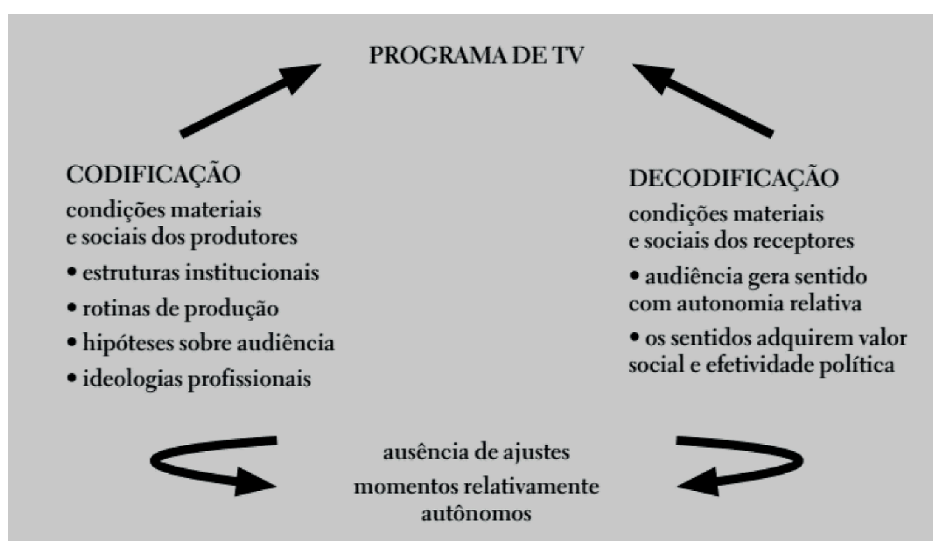 PROGRAMA DE TV
CODIFICAÇÃO
condições materiais
e sociais dos produtores
• estruturas institucionais
• rotinas de produção
• hipóteses sobre audiência
• ideologias profissionais
DECODIFICAÇÃO
condições materiais
e sociais dos receptores
• audiência gera sentido
com autonomia relativa
• os sentidos adquirem valor
social e efetividade política
ausência de ajustes
momentos relativamente
autônomos